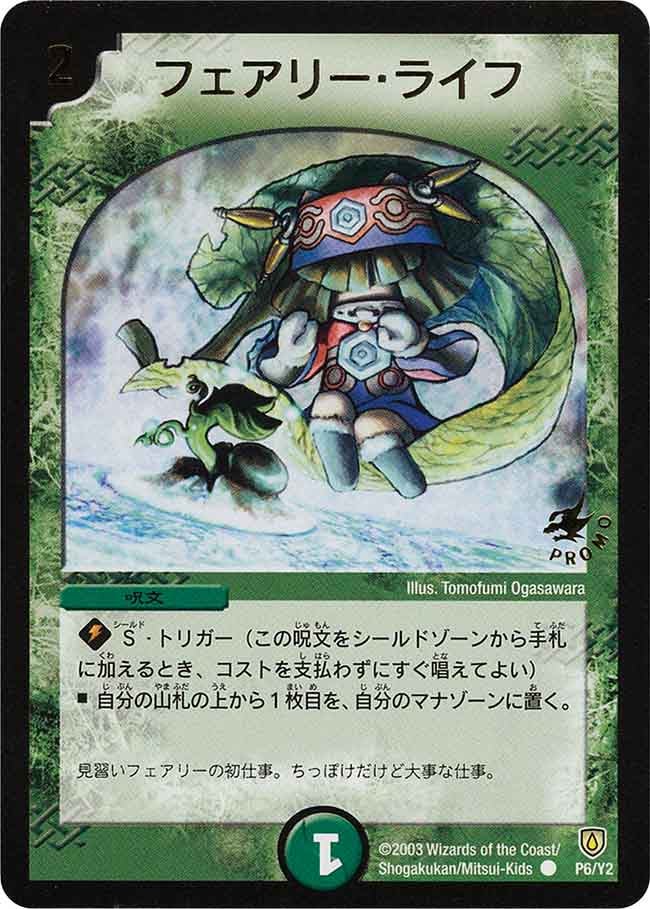 2
フェアリー・ライフ
PROMO
Illus. Tomofumi Ogasawara
呪文
S・トリガー（この呪文をシールドゾーンから手札
に加えるとき、コストを支払わずにすぐ唱えてよい）
■ 自分の山札の上から1枚目を、自分のマナゾーンに置く。
見習いフェアリーの初仕事。ちっぽけだけど大事な仕事。
1
©2003 Wizards of the Coast/
Shogakukan/Mitsui-Kids
P6/Y2